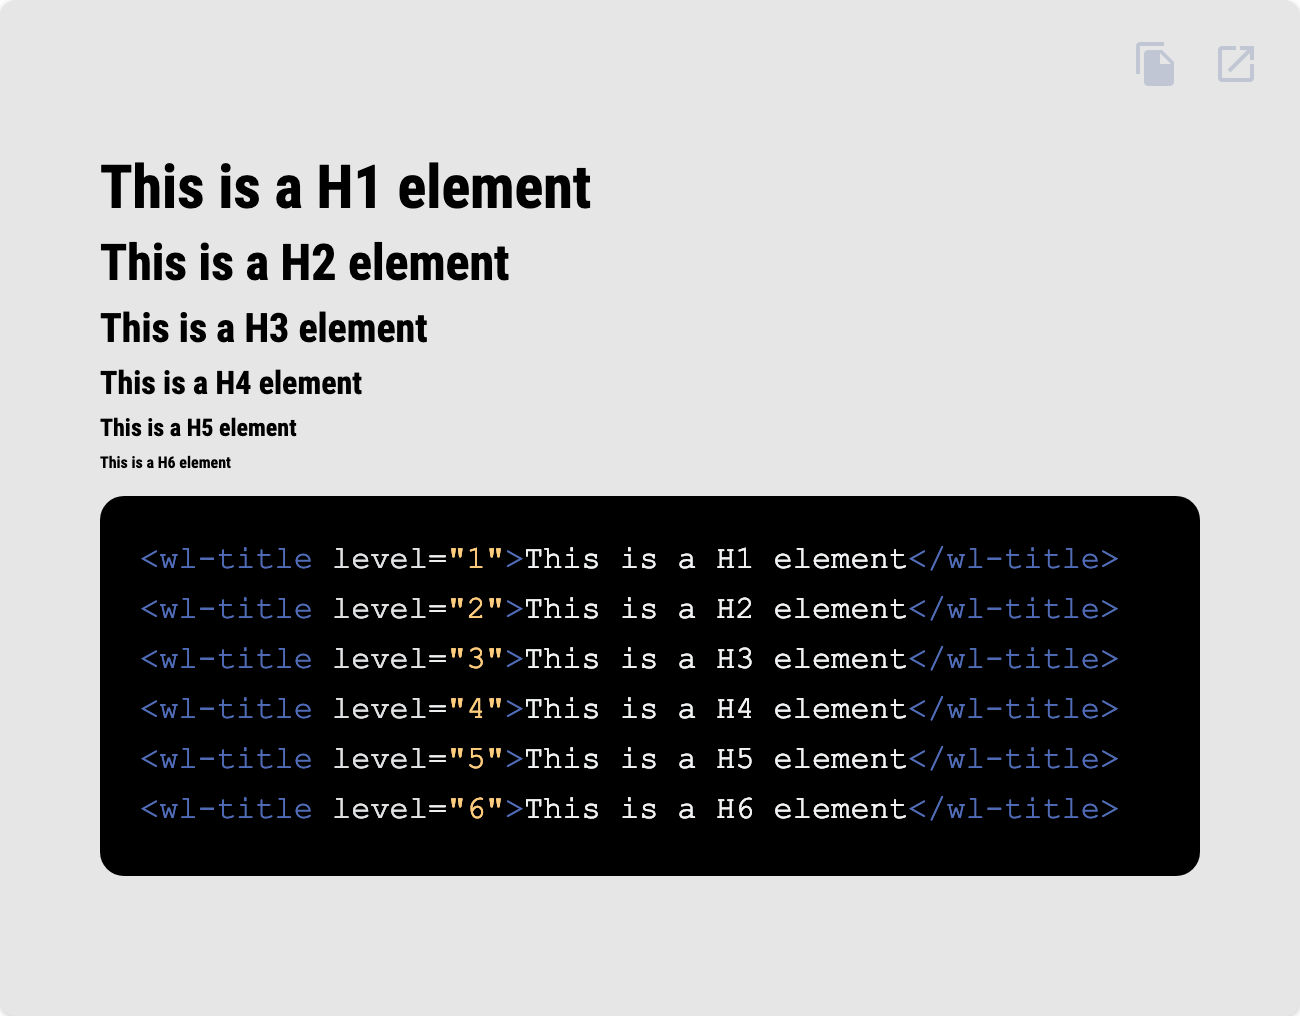 This is a H1 element
This is a H2 element
This is a H3 element
This is a H4 element
This is a H5 element
This is a H6 element
<wl-title level="1">This is a H1 element</wl-title>
<wl-title level="2">This is a H2 element</wl-title>
<wl-title level="3">This is a H3 element</wl-title>
<wl-title level="4">This is a H4 element</wl-title>
<wl-title level="5">This is a H5 element</wl-title>
<wl-title level="6">This is a H6 element</wl-title>